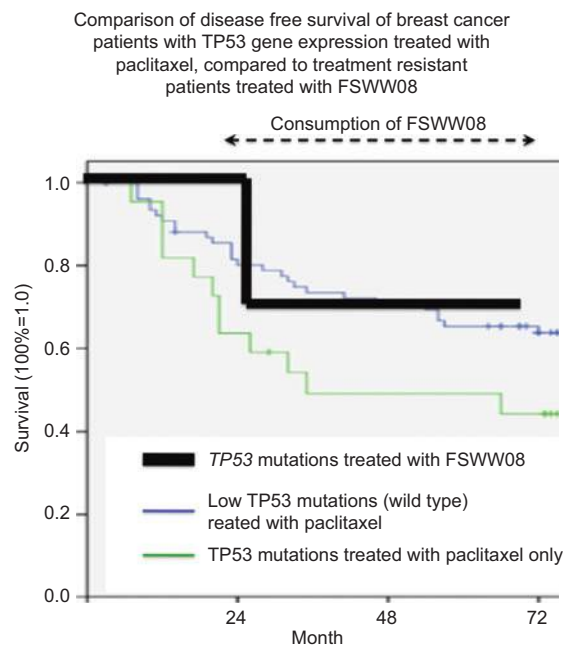 Comparison of disease free survival of breast cancer
patients with TP53 gene expression treated with
paclitaxel, compared to treatment resistant
patients treated with FSWW08
Consumption of FSWW08
1.0
0.8
0.6
0.4
0.2
0.0
Survival (100%=1.0)
TP53 mutations treated with FSWW08
Low TP53 mutations (wild type)
reated with paclitaxel
TP53 mutations treated with paclitaxel only
24 48 72
Month